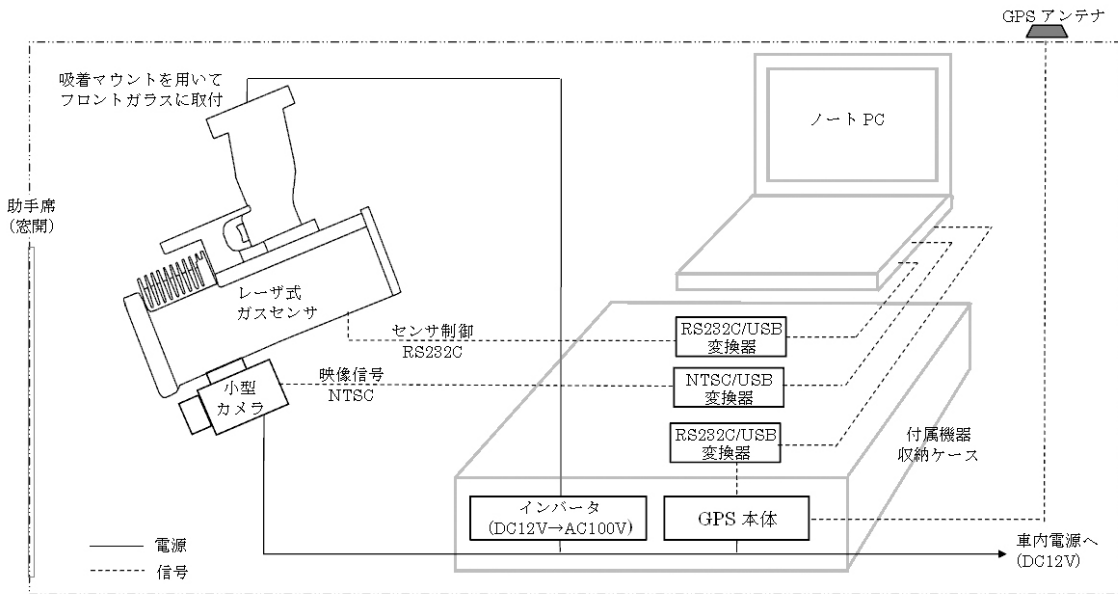 GPS アンテナ
吸着マウントを用いて
フロントガラスに取付
ノート PC
助手席
(窓開)
レーザ式
ガスセンサ
センサ制御
RS232C
RS232C/USB
変換器
映像信号
NTSC
NTSC/USB
変換器
小型
カメラ
RS232C/USB
変換器
付属機器
収納ケース
インバータ
(DC12V→AC100V)
GPS 本体
電源
信号
車内電源へ
(DC12V)